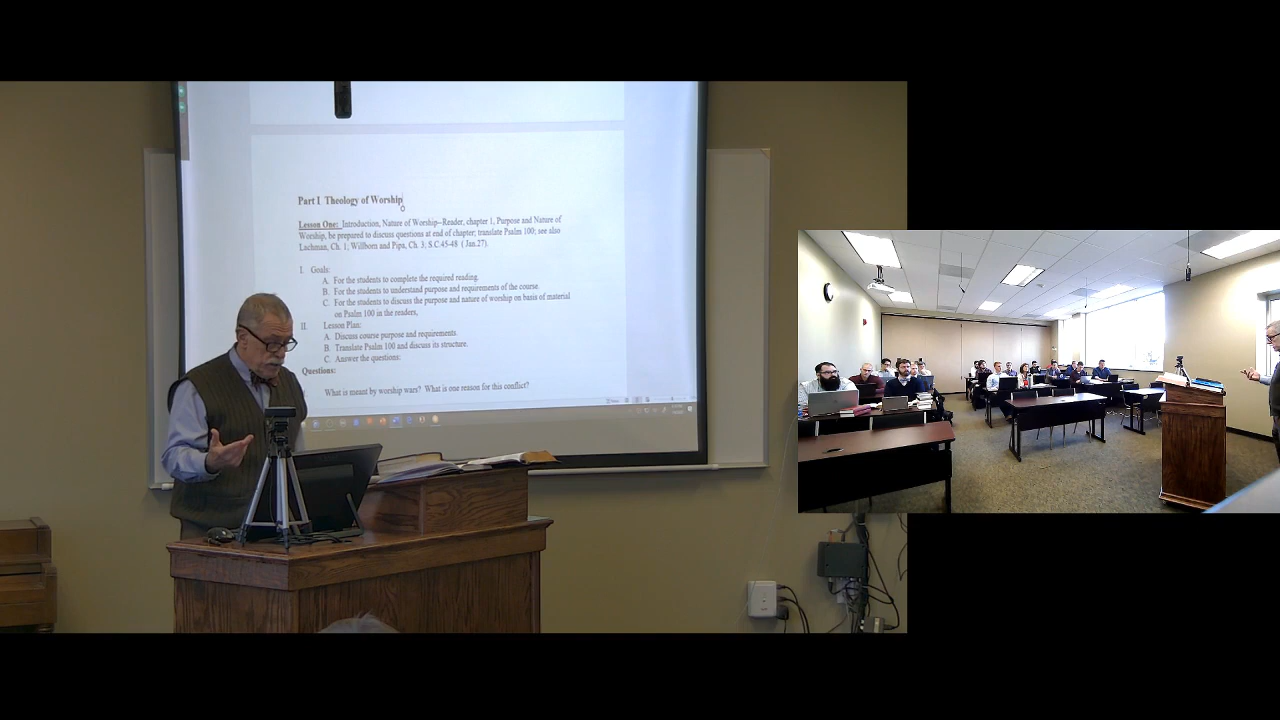 Part I Theology of Worship
Lesson One: Introduction, Nature of Worship--Reader, chapter 1, Purpose and Nature of
Worship, be prepared to discuss questions at end of chapter; translate Psalm 100; see also
Lachman, Ch. 1; Willborn and Pipa, Ch. 3; S.C.45-48 ( Jan.27).
I. Goals:
A. For the students to complete the required reading.
B. For the students to understand purpose and requirements of the course.
C. For the students to discuss the purpose and nature of worship on basis of material
on Psalm 100 in the readers,
II. Lesson Plan:
A. Discuss course purpose and requirements.
B. Translate Psalm 100 and discuss its structure.
C. Answer the questions:
Questions:
What is meant by worship wars? What is one reason for this conflict?